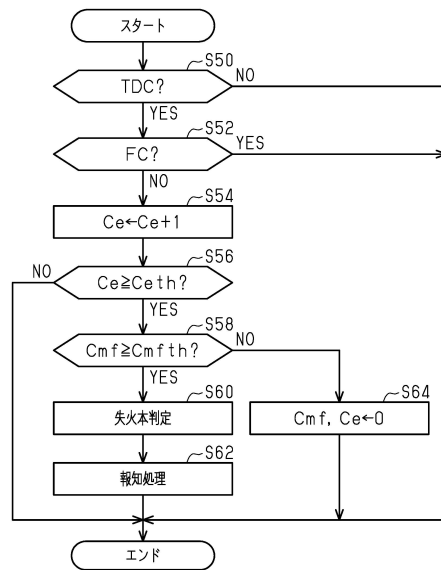 スタート
S50
TDC?
NO
YES
S52
FC?
YES
NO
S54
Ce←Ce+1
S56
NO
Ce≧Ceth?
YES
S58
Cmf≧Cmfth?
NO
YES
S60
失火本判定
S64
Cmf, Ce←0
S62
報知処理
エンド